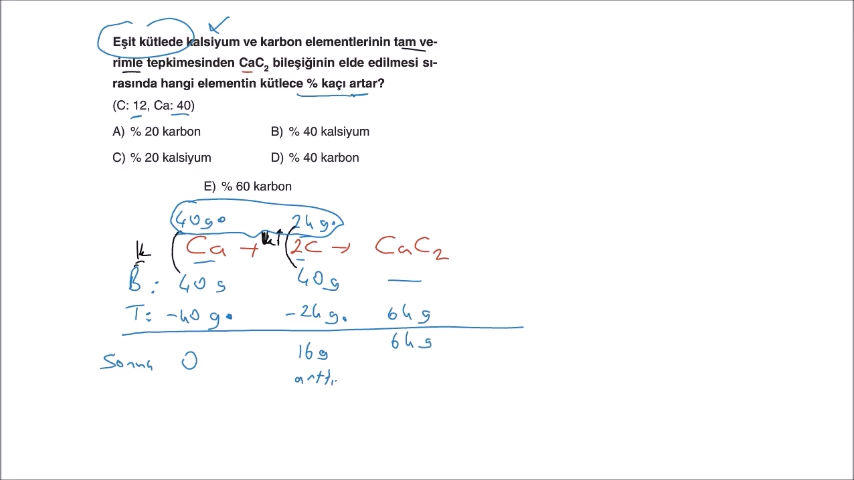 Eşit kütlede kalsiyum ve karbon elementlerinin tam ve-
rimle tepkimesinden CaC₂ bileşiğinin elde edilmesi sı-
rasında hangi elementin kütlece % kaçı artar?
(C: 12, Ca: 40)
A) % 20 karbon B) % 40 kalsiyum
C) % 20 kalsiyum D) % 40 karbon
E) % 60 karbon
40g 24g.
k Ca + 2C → CaC₂
B: 40g 40g —
T: -40g. -24g. 64g
Sonra 0 16g 64g
arttı